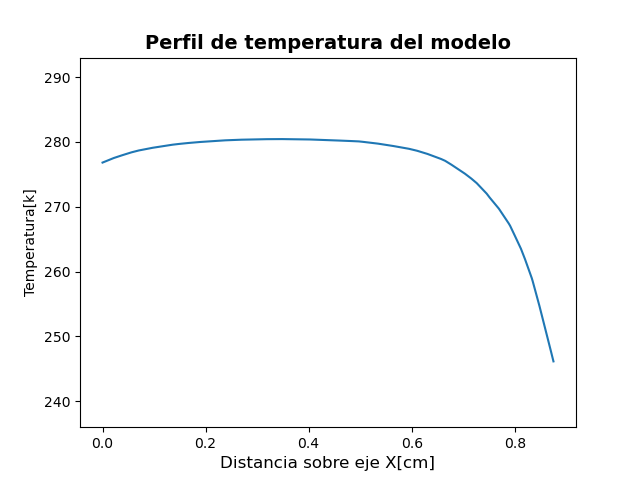 Perfil de temperatura del modelo
Temperatura[k]
290
280
270
260
250
240
0.0 0.2 0.4 0.6 0.8
Distancia sobre eje X[cm]